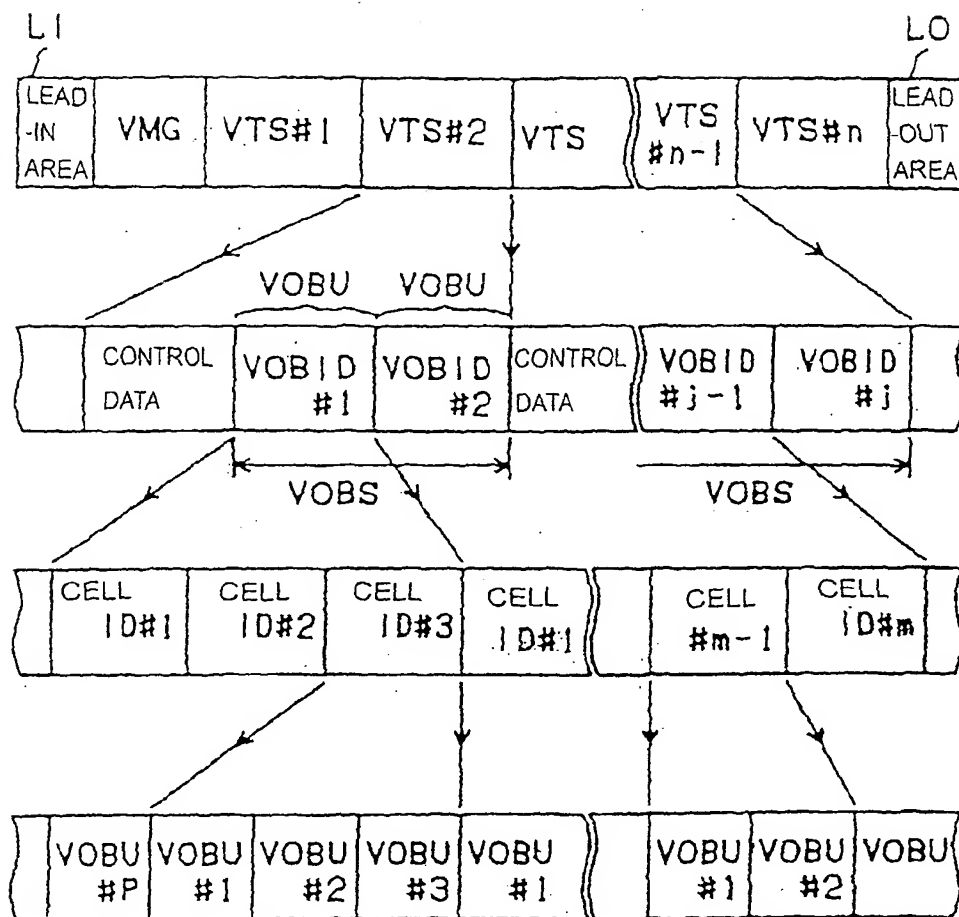 LI
LO
LEAD
-IN
AREA
VMG
VTS#1
VTS#2
VTS
VTS
#n-1
VTS#n
LEAD
-OUT
AREA
VOBU
VOBU
CONTROL
DATA
VOBID
#1
VOBID
#2
CONTROL
DATA
VOBID
#j-1
VOBID
#j
VOBS
VOBS
CELL
ID#1
CELL
ID#2
CELL
ID#3
CELL
ID#1
CELL
#m-1
CELL
ID#m
VOBU
#P
VOBU
#1
VOBU
#2
VOBU
#3
VOBU
#1
VOBU
#1
VOBU
#2
VOBU